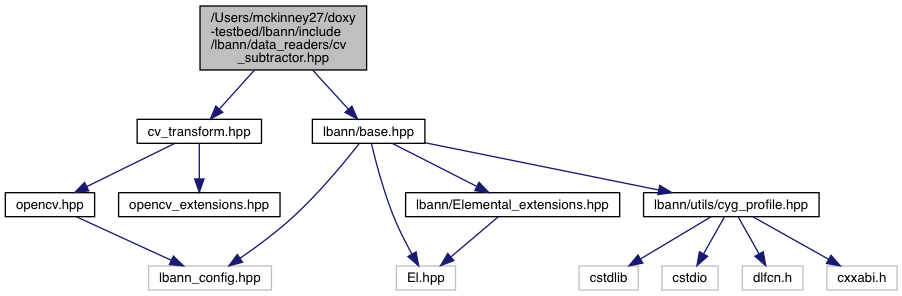 /Users/mckinney27/doxy
-testbed/lbann/include
/lbann/data_readers/cv
_subtractor.hpp
cv_transform.hpp
lbann/base.hpp
opencv.hpp
opencv_extensions.hpp
lbann/Elemental_extensions.hpp
lbann/utils/cyg_profile.hpp
lbann_config.hpp
El.hpp
cstdlib
cstdio
dlfcn.h
cxxabi.h